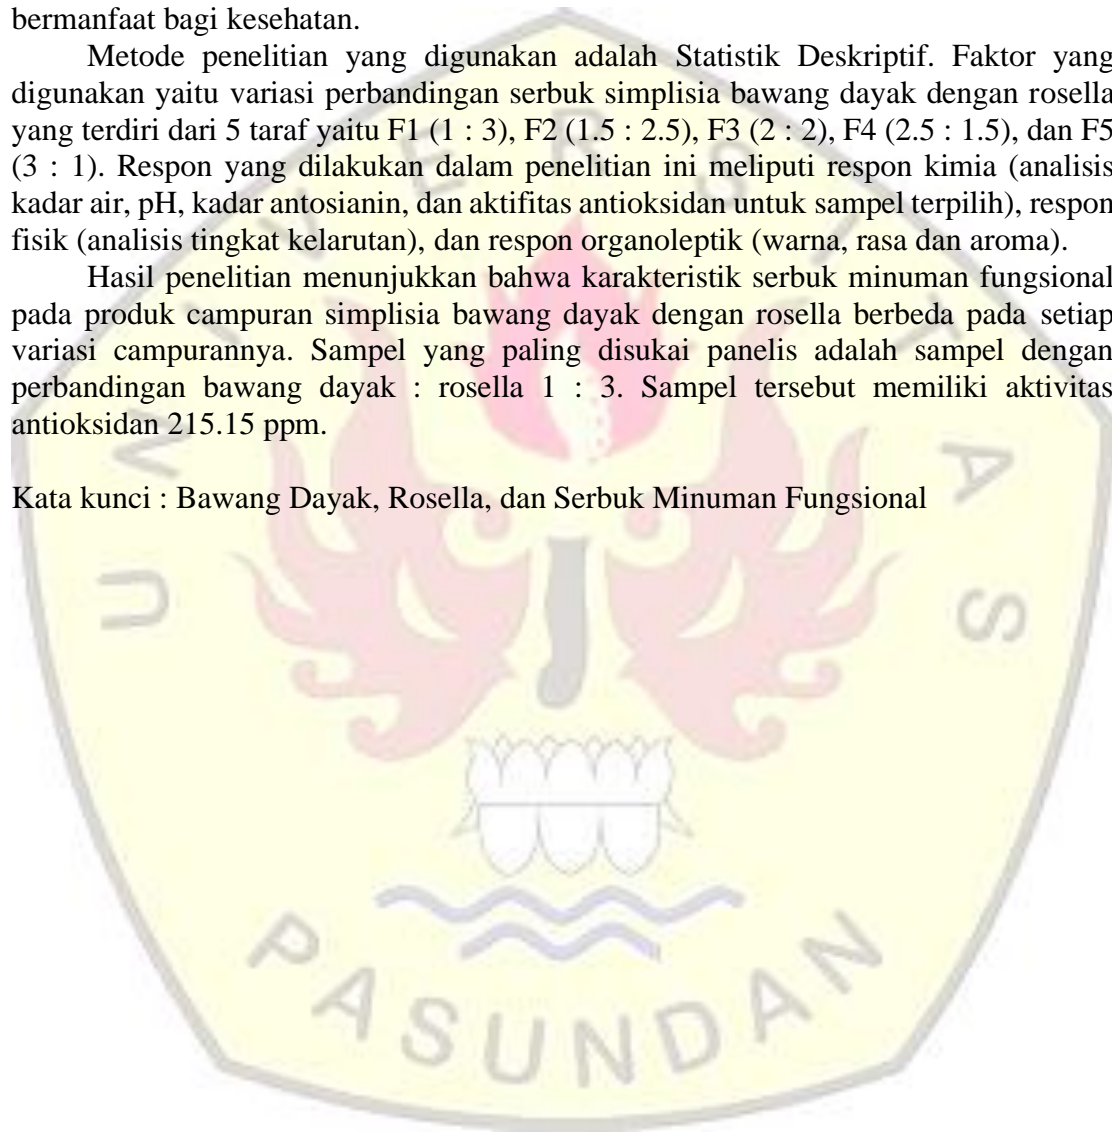 bermanfaat bagi kesehatan.
Metode penelitian yang digunakan adalah Statistik Deskriptif. Faktor yang
digunakan yaitu variasi perbandingan serbuk simplisia bawang dayak dengan rosella
yang terdiri dari 5 taraf yaitu F1 (1 : 3), F2 (1.5 : 2.5), F3 (2 : 2), F4 (2.5 : 1.5), dan F5
(3 : 1). Respon yang dilakukan dalam penelitian ini meliputi respon kimia (analisis
kadar air, pH, kadar antosianin, dan aktifitas antioksidan untuk sampel terpilih), respon
fisik (analisis tingkat kelarutan), dan respon organoleptik (warna, rasa dan aroma).
Hasil penelitian menunjukkan bahwa karakteristik serbuk minuman fungsional
pada produk campuran simplisia bawang dayak dengan rosella berbeda pada setiap
variasi campurannya. Sampel yang paling disukai panelis adalah sampel dengan
perbandingan bawang dayak : rosella 1 : 3. Sampel tersebut memiliki aktivitas
antioksidan 215.15 ppm.
Kata kunci : Bawang Dayak, Rosella, dan Serbuk Minuman Fungsional
UNIVERSITAS
PASUNDAN